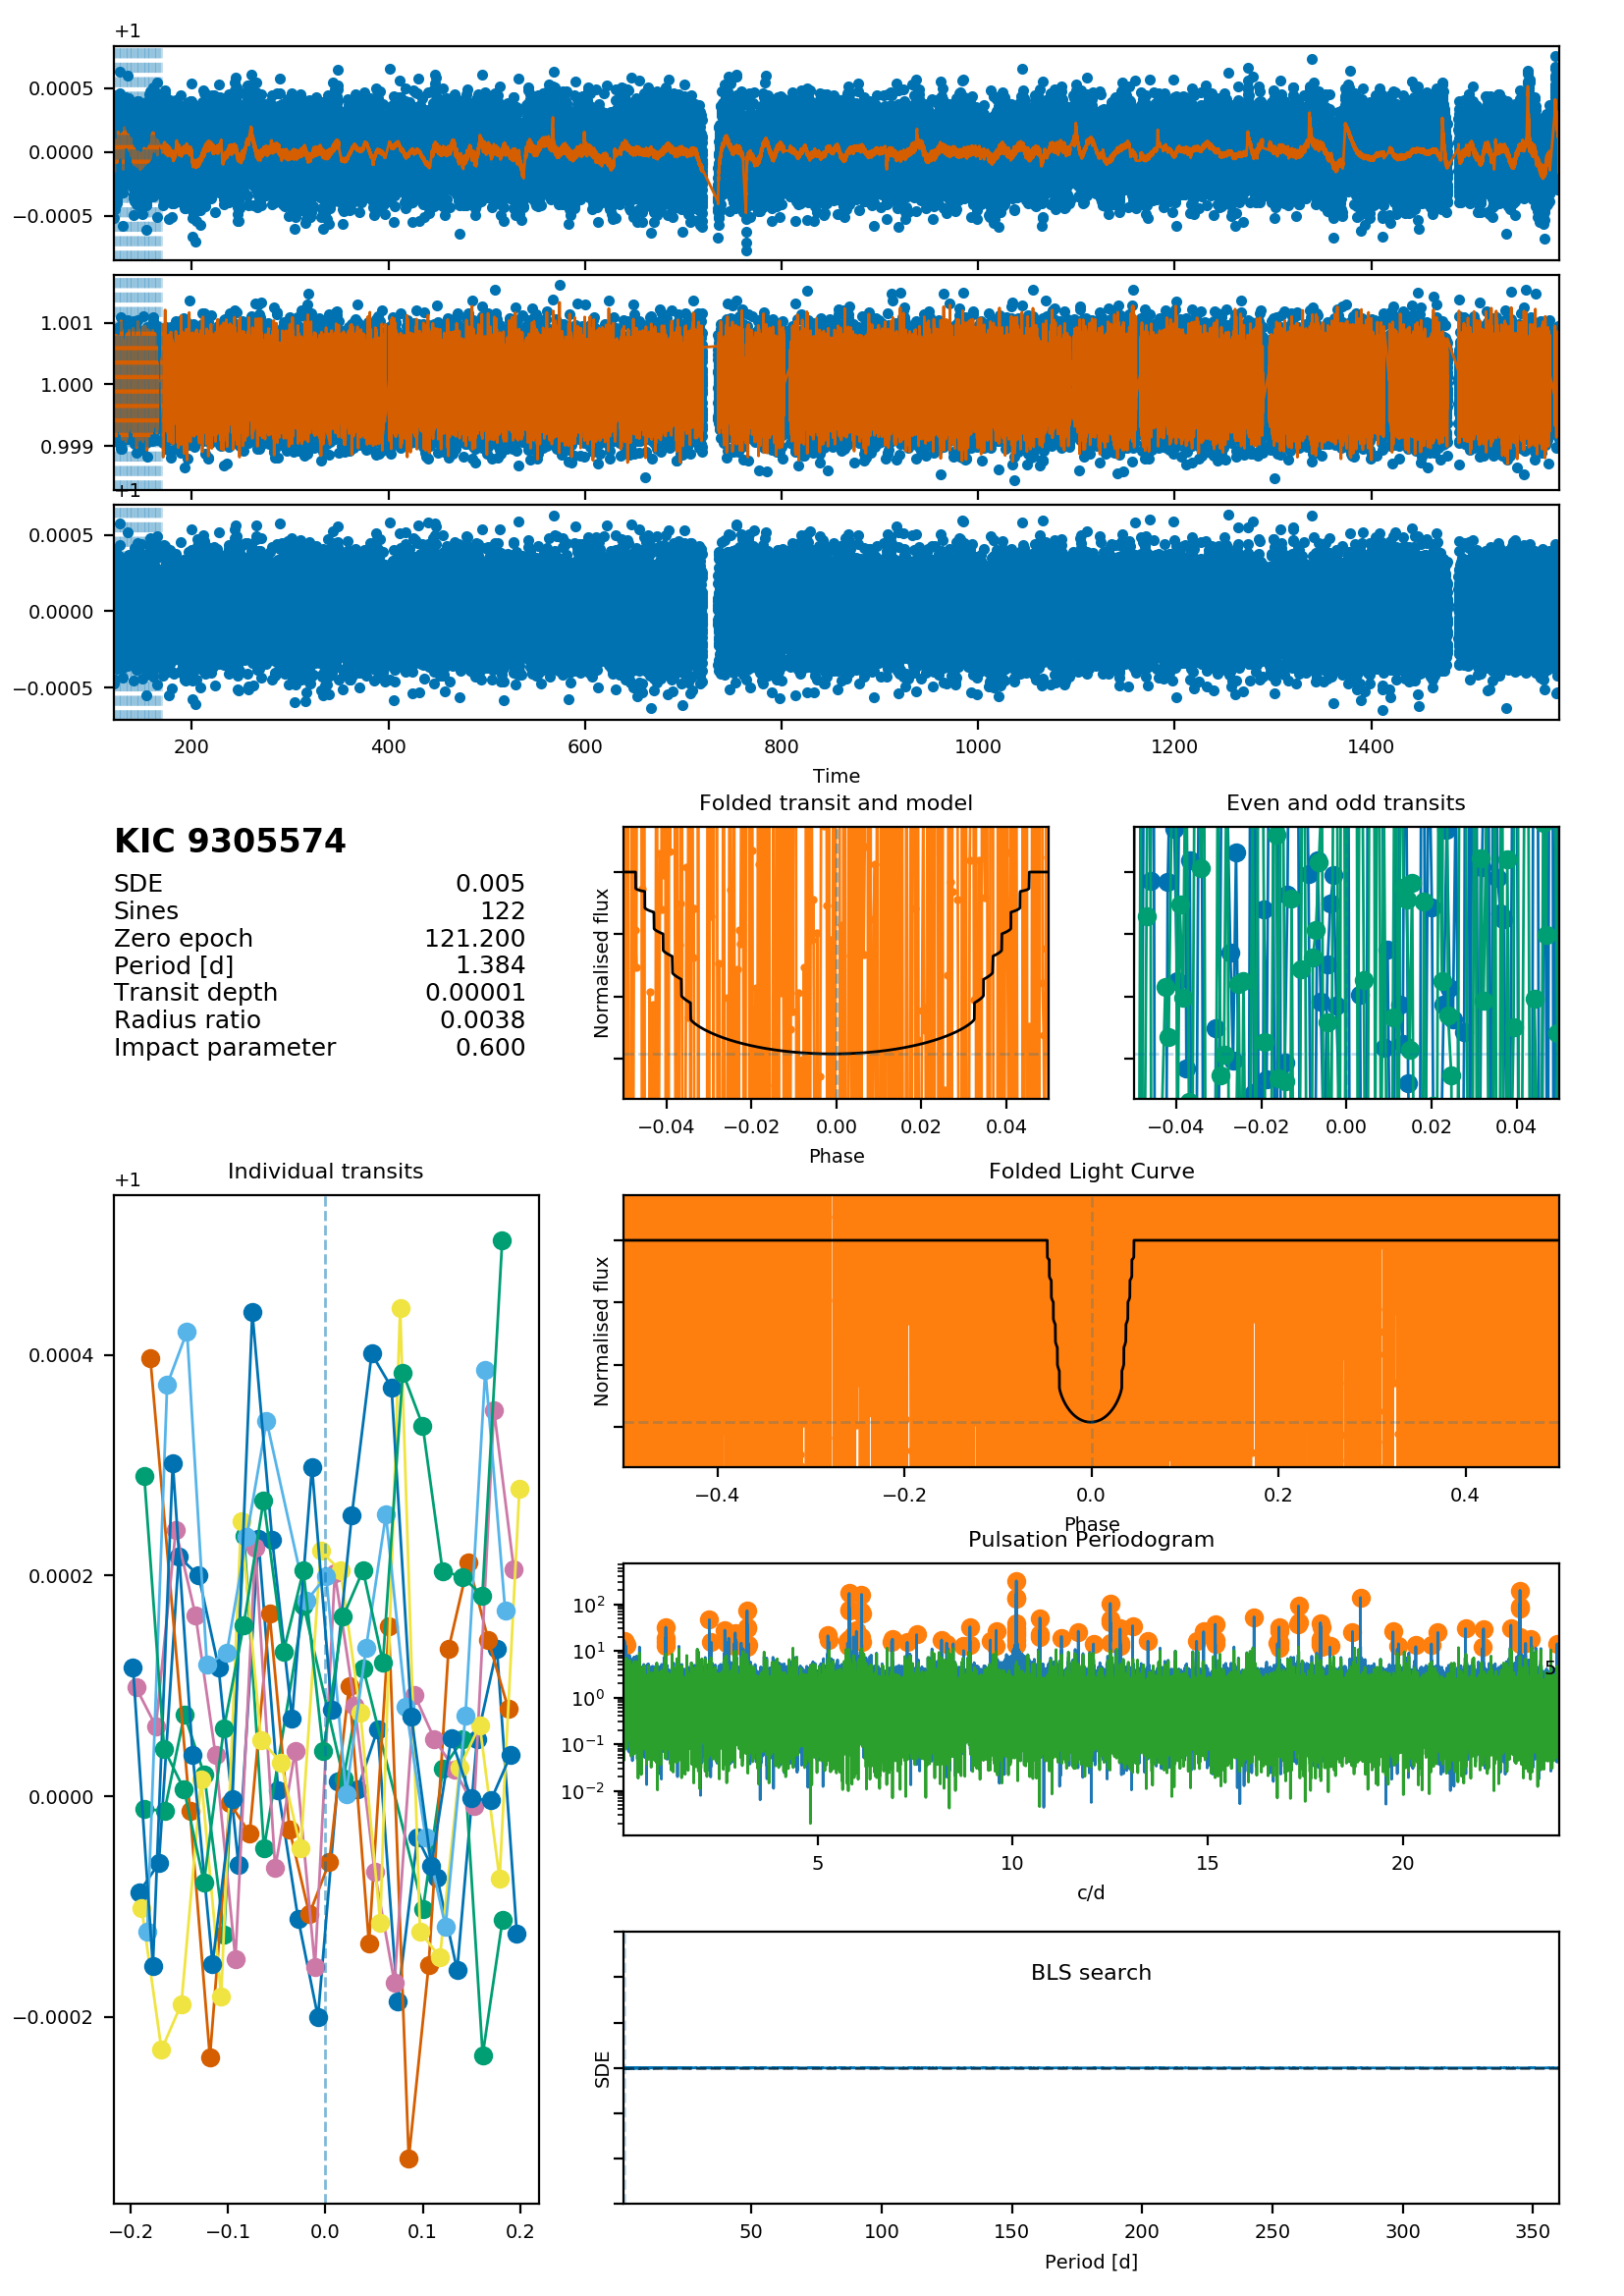 +1
0.0005
0.0000
−0.0005
1.001
1.000
0.999
+1
0.0005
0.0000
−0.0005
200 400 600 800 1000 1200 1400
Time
KIC 9305574
SDE 0.005
Sines 122
Zero epoch 121.200
Period [d] 1.384
Transit depth 0.00001
Radius ratio 0.0038
Impact parameter 0.600
Folded transit and model
Normalised flux
−0.04 −0.02 0.00 0.02 0.04
Phase
Even and odd transits
−0.04 −0.02 0.00 0.02 0.04
Individual transits
+1
0.0004
0.0002
0.0000
−0.0002
−0.2 −0.1 0.0 0.1 0.2
Folded Light Curve
Normalised flux
−0.4 −0.2 0.0 0.2 0.4
Phase
Pulsation Periodogram
10²
10¹
10⁰
10⁻¹
10⁻²
5
5 10 15 20
c/d
BLS search
SDE
50 100 150 200 250 300 350
Period [d]